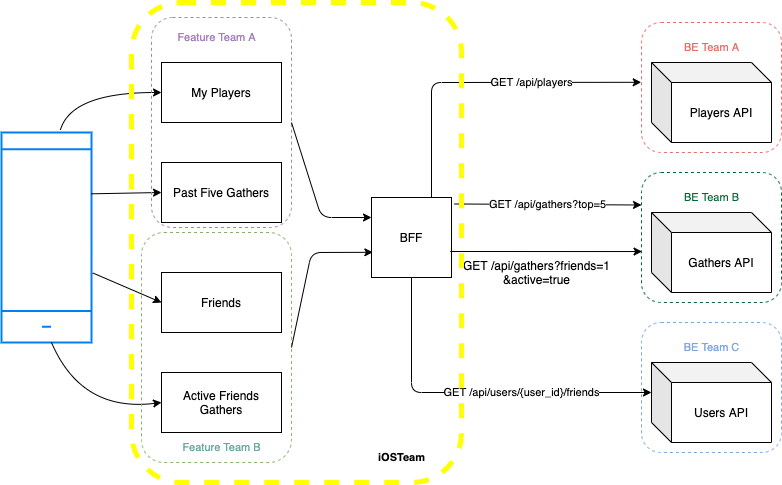 Feature Team A
My Players
Past Five Gathers
Friends
Active Friends
Gathers
Feature Team B
BFF
iOSTeam
GET /api/players
GET /api/gathers?top=5
GET /api/gathers?friends=1
&active=true
GET /api/users/{user_id}/friends
BE Team A
Players API
BE Team B
Gathers API
BE Team C
Users API